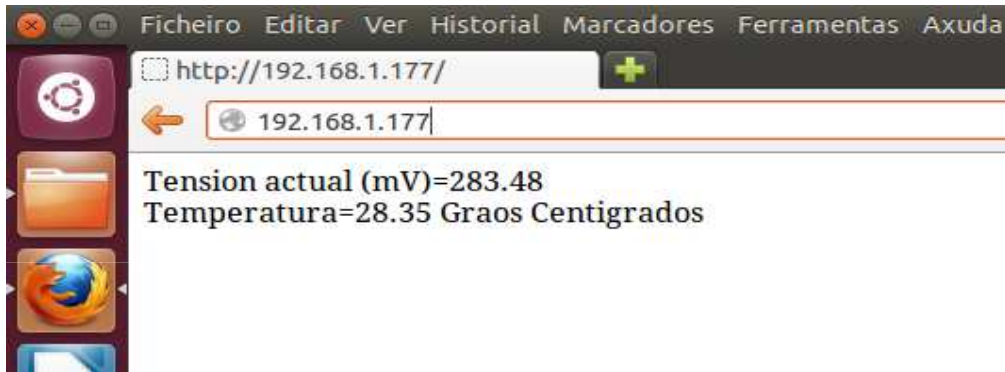 Ficheiro Editar Ver Historial Marcadores Ferramentas Axuda
http://192.168.1.177/
192.168.1.177
Tension actual (mV)=283.48
Temperatura=28.35 Graos Centigrados